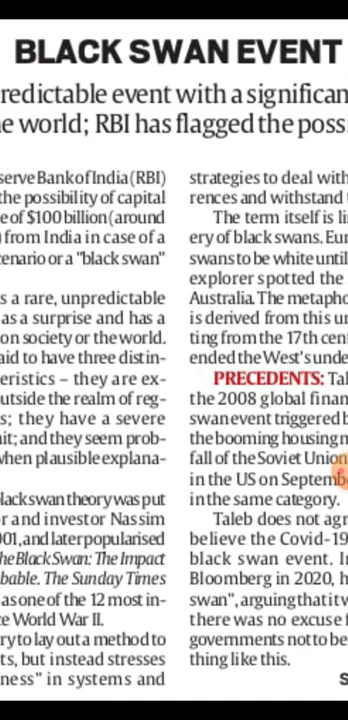 BLACK SWAN EVENT
redictable event with a significan
e world; RBI has flagged the poss
serve Bank of India (RBI)
the possibility of capital
e of $100 billion (around
) from India in case of a
cenario or a "black swan"
s a rare, unpredictable
as a surprise and has a
on society or the world.
aid to have three distin-
eristics – they are ex-
utside the realm of reg-
s; they have a severe
it; and they seem prob-
when plausible explana-
lack swan theory was put
r and investor Nassim
001, and later popularised
he Black Swan: The Impact
bable. The Sunday Times
as one of the 12 most in-
ce World War II.
ry to lay out a method to
ts, but instead stresses
ness" in systems and
strategies to deal with
rences and withstand
The term itself is li
ery of black swans. Eur
swans to be white until
explorer spotted the
Australia. The metapho
is derived from this un
ting from the 17th cent
ended the West's unde
PRECEDENTS: Tal
the 2008 global finan
swan event triggered b
the booming housing m
fall of the Soviet Union
in the US on Septemb
in the same category.
Taleb does not agr
believe the Covid-19
black swan event. I
Bloomberg in 2020, h
swan", arguing that it w
there was no excuse f
governments not to be
thing like this.
S